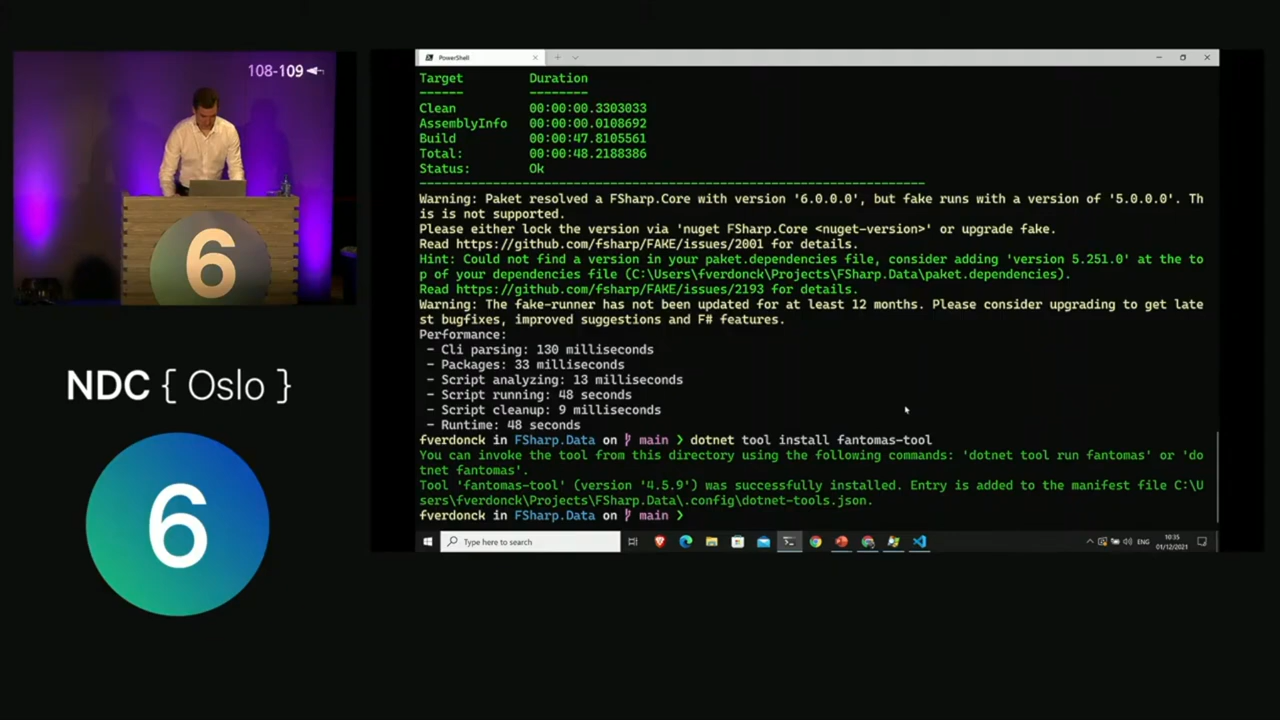 108-109
6
NDC { Oslo }
6
PowerShell
Target Duration
------ --------
Clean 00:00:00.3303033
AssemblyInfo 00:00:00.0108692
Build 00:00:47.8105561
Total: 00:00:48.2188386
Status: Ok
---------------------------------------------------------------------
Warning: Paket resolved a FSharp.Core with version '6.0.0.0', but fake runs with a version of '5.0.0.0'. Th
is is not supported.
Please either lock the version via 'nuget FSharp.Core <nuget-version>' or upgrade fake.
Read https://github.com/fsharp/FAKE/issues/2001 for details.
Hint: Could not find a version in your paket.dependencies file, consider adding 'version 5.251.0' at the to
p of your dependencies file (C:\Users\fverdonck\Projects\FSharp.Data\paket.dependencies).
Read https://github.com/fsharp/FAKE/issues/2193 for details.
Warning: The fake-runner has not been updated for at least 12 months. Please consider upgrading to get late
st bugfixes, improved suggestions and F# features.
Performance:
- Cli parsing: 130 milliseconds
- Packages: 33 milliseconds
- Script analyzing: 13 milliseconds
- Script running: 48 seconds
- Script cleanup: 9 milliseconds
- Runtime: 48 seconds
fverdonck in FSharp.Data on main ❯ dotnet tool install fantomas-tool
You can invoke the tool from this directory using the following commands: 'dotnet tool run fantomas' or 'do
tnet fantomas'.
Tool 'fantomas-tool' (version '4.5.9') was successfully installed. Entry is added to the manifest file C:\U
sers\fverdonck\Projects\FSharp.Data\.config\dotnet-tools.json.
fverdonck in FSharp.Data on main ❯
Type here to search
ENG
10:35
01/12/2021